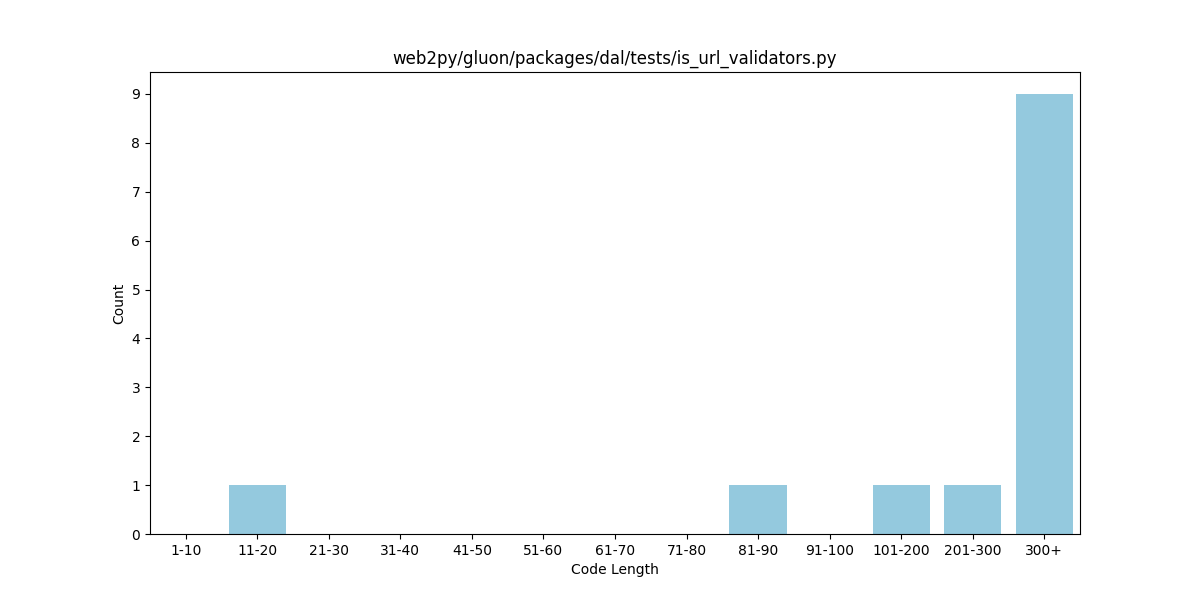 web2py/gluon/packages/dal/tests/is_url_validators.py
9
8
7
6
5
4
3
2
1
0
Count
1-10 11-20 21-30 31-40 41-50 51-60 61-70 71-80 81-90 91-100 101-200 201-300 300+
Code Length